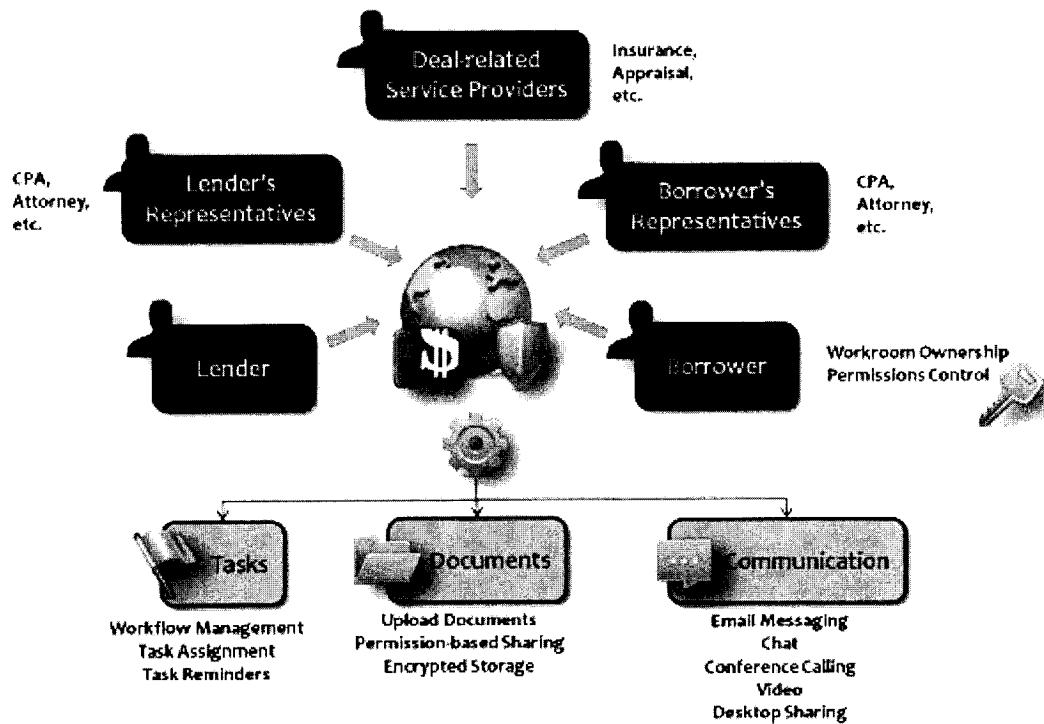 Deal-related
Service Providers
Insurance,
Appraisal,
etc.
CPA,
Attorney,
etc.
Lender's
Representatives
Borrower's
Representatives
CPA,
Attorney,
etc.
$
Lender
Borrower
Workroom Ownership
Permissions Control
Tasks
Documents
Communication
Workflow Management
Task Assignment
Task Reminders
Upload Documents
Permission-based Sharing
Encrypted Storage
Email Messaging
Chat
Conference Calling
Video
Desktop Sharing